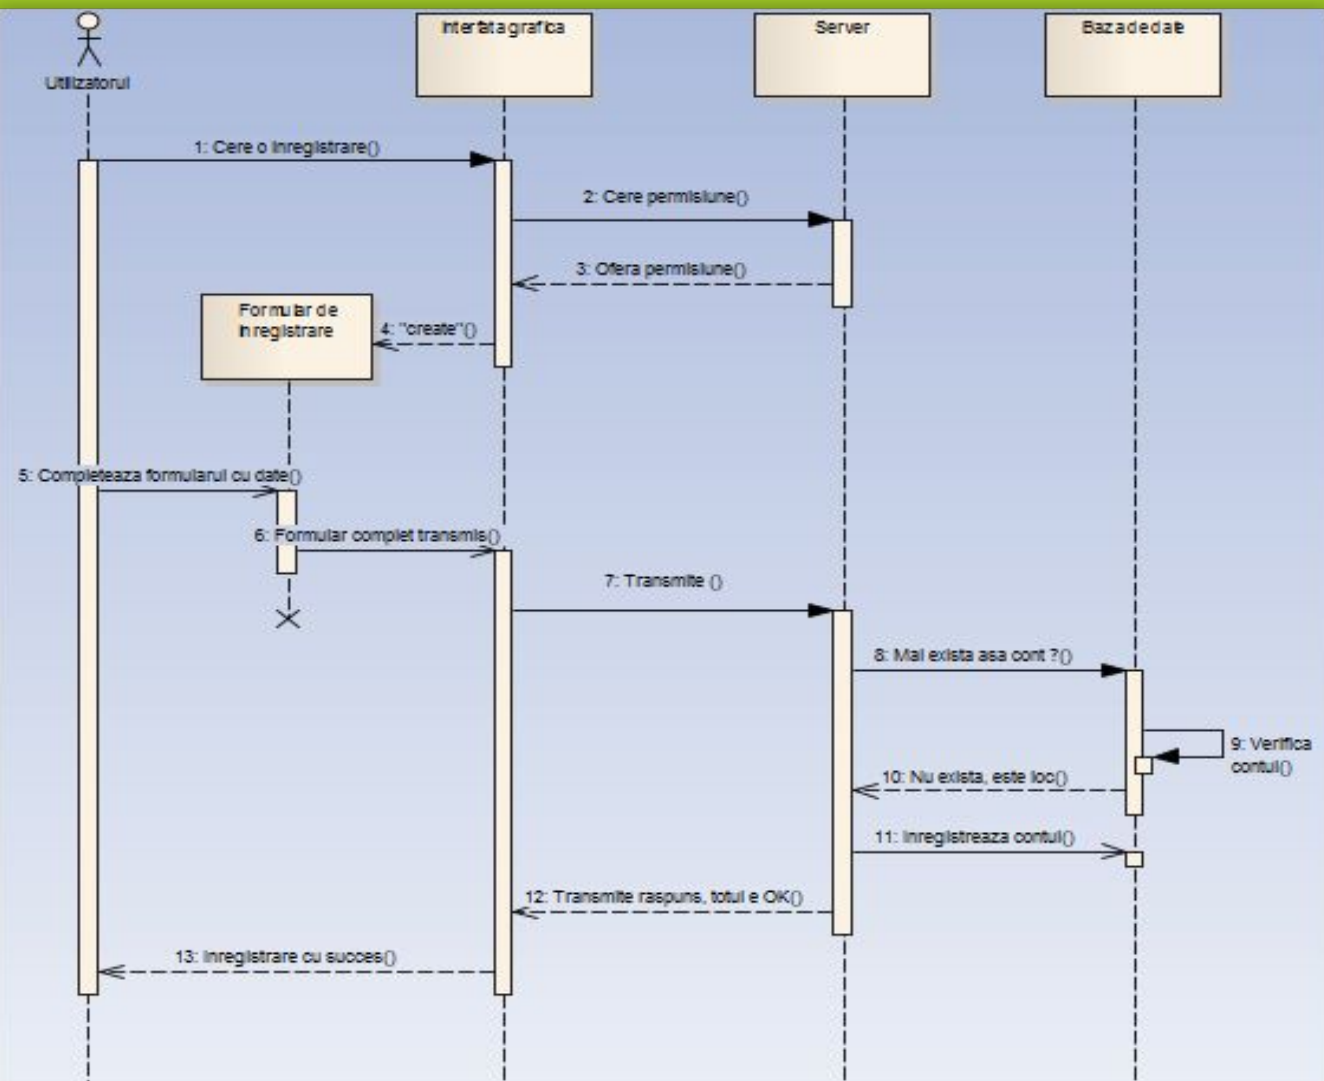 Utilizatorul
Interfata grafica
Server
Baza de date
1: Cere o inregistrare()
2: Cere permisiune()
3: Ofera permisiune()
Formular de
inregistrare
4: "create"()
5: Completeaza formularul cu date()
6: Formular complet transmis()
7: Transmite ()
8: Mai exista asa cont ?()
9: Verifica
contul()
10: Nu exista, este loc()
11: Inregistreaza contul()
12: Transmite raspuns, totul e OK()
13: Inregistrare cu succes()